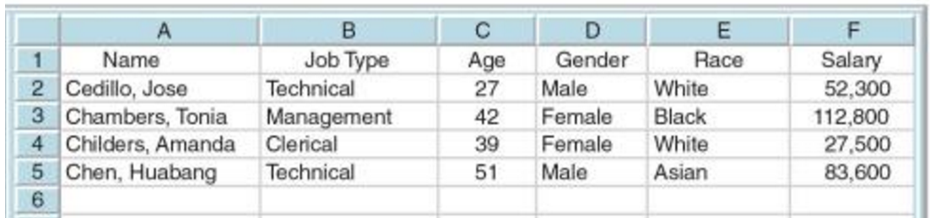 A B C D E F
1 Name Job Type Age Gender Race Salary
2 Cedillo, Jose Technical 27 Male White 52,300
3 Chambers, Tonia Management 42 Female Black 112,800
4 Childers, Amanda Clerical 39 Female White 27,500
5 Chen, Huabang Technical 51 Male Asian 83,600
6